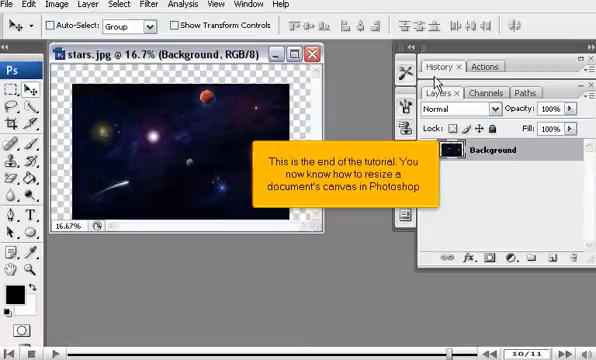 File Edit Image Layer Select Filter Analysis View Window Help
Auto-Select: Group Show Transform Controls
Ps
stars.jpg @ 16.7% (Background, RGB/8)
16.67%
History × Actions
Layers × Channels Paths
Normal Opacity: 100%
Lock: Fill: 100%
Background
This is the end of the tutorial. You
now know how to resize a
document's canvas in Photoshop
10/11